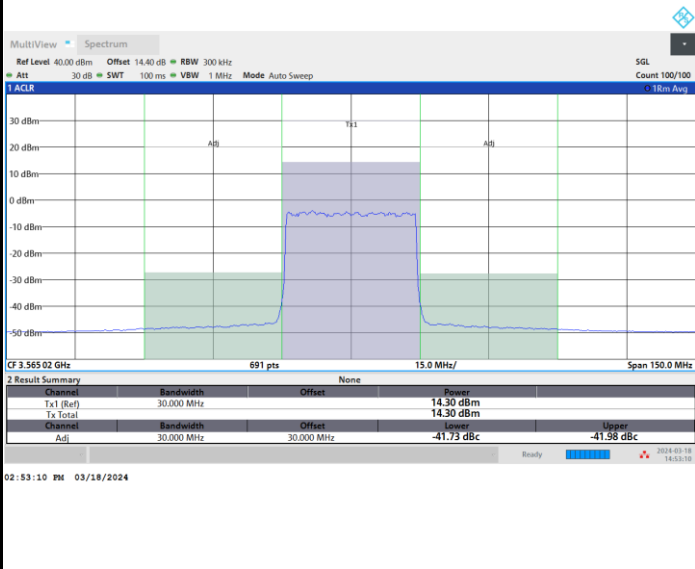 MultiView Spectrum
Ref Level 40.00 dBm Offset 14.40 dB RBW 300 kHz SGL
Att 30 dB SWT 100 ms VBW 1 MHz Mode Auto Sweep Count 100/100
1 ACLR 1Rm Avg
30 dBm
Tx1
20 dBm
Adj Adj
10 dBm
0 dBm
-10 dBm
-20 dBm
-30 dBm
-40 dBm
-50 dBm
CF 3.565 02 GHz 691 pts 15.0 MHz/ Span 150.0 MHz
2 Result Summary None
Channel Bandwidth Offset Power
Tx1 (Ref) 30.000 MHz 14.30 dBm
Tx Total 14.30 dBm
Channel Bandwidth Offset Lower Upper
Adj 30.000 MHz 30.000 MHz -41.73 dBc -41.98 dBc
Ready 2024-03-18
14:53:10
02:53:10 PM 03/18/2024